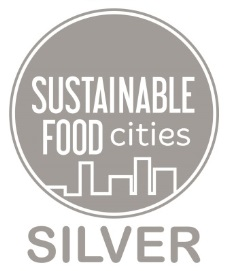 SUSTAINABLE
FOOD cities
SILVER